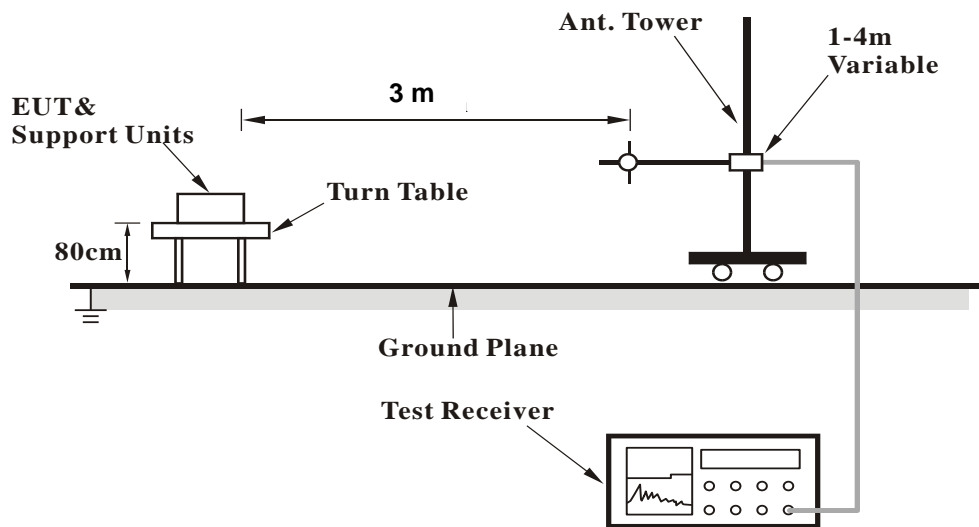 Ant. Tower
1-4m
Variable
3 m
EUT&
Support Units
Turn Table
80cm
Ground Plane
Test Receiver